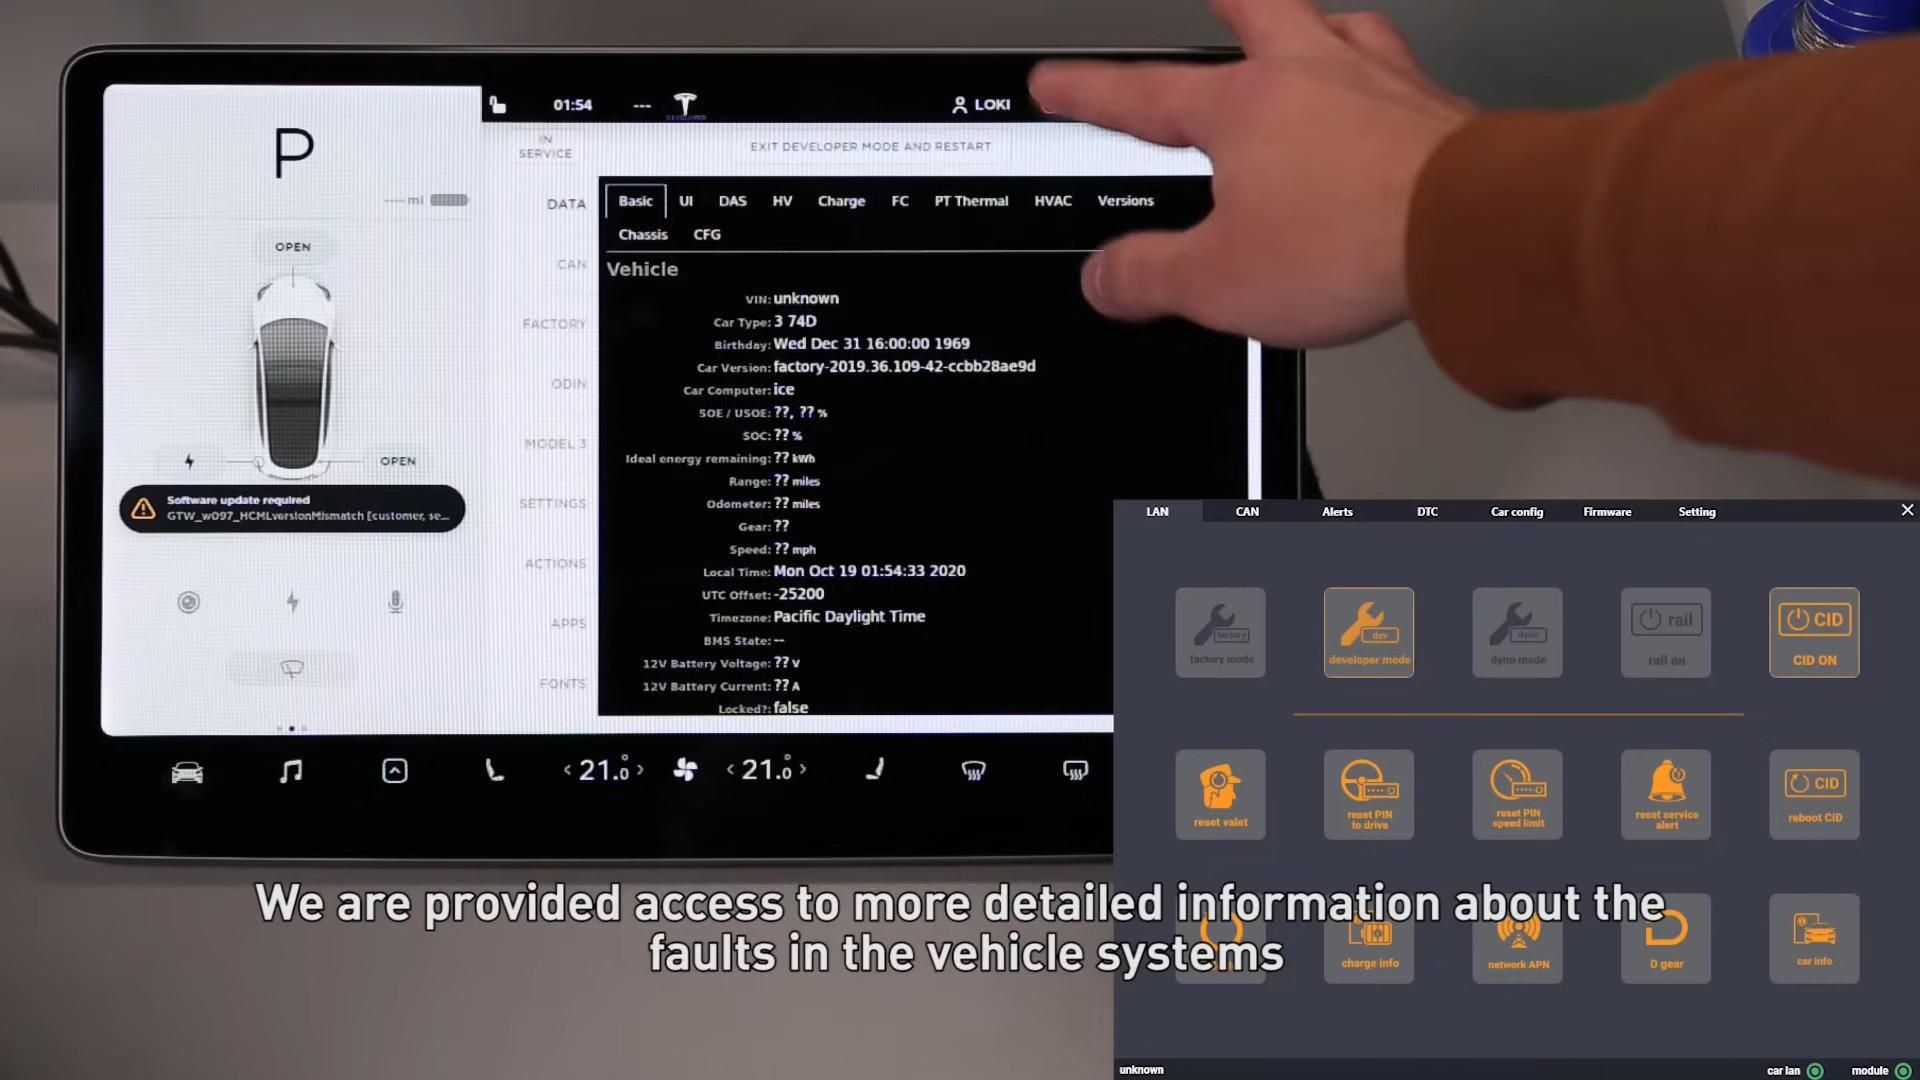 01:54
---
DEVELOPER
LOKI
P
---- mi
OPEN
OPEN
Software update required
GTW_w097_HCMLversionMismatch [customer, se...
IN
SERVICE
EXIT DEVELOPER MODE AND RESTART
DATA
CAN
FACTORY
ODIN
MODEL 3
SETTINGS
ACTIONS
APPS
FONTS
Basic UI DAS HV Charge FC PT Thermal HVAC Versions
Chassis CFG
Vehicle
VIN: unknown
Car Type: 3 74D
Birthday: Wed Dec 31 16:00:00 1969
Car Version: factory-2019.36.109-42-ccbb28ae9d
Car Computer: ice
SOE / USOE: ??, ?? %
SOC: ?? %
Ideal energy remaining: ?? kWh
Range: ?? miles
Odometer: ?? miles
Gear: ??
Speed: ?? mph
Local Time: Mon Oct 19 01:54:33 2020
UTC Offset: -25200
Timezone: Pacific Daylight Time
BMS State: --
12V Battery Voltage: ?? V
12V Battery Current: ?? A
Locked?: false
< 21.0° >
< 21.0° >
LAN CAN Alerts DTC Car config Firmware Setting
factory
factory mode
dev
developer mode
dyno
dyno mode
rail
rail on
CID
CID ON
reset valet
reset PIN
to drive
reset PIN
speed limit
reset service
alert
CID
reboot CID
charge info
network APN
D gear
car info
We are provided access to more detailed information about the
faults in the vehicle systems
unknown
car lan
module